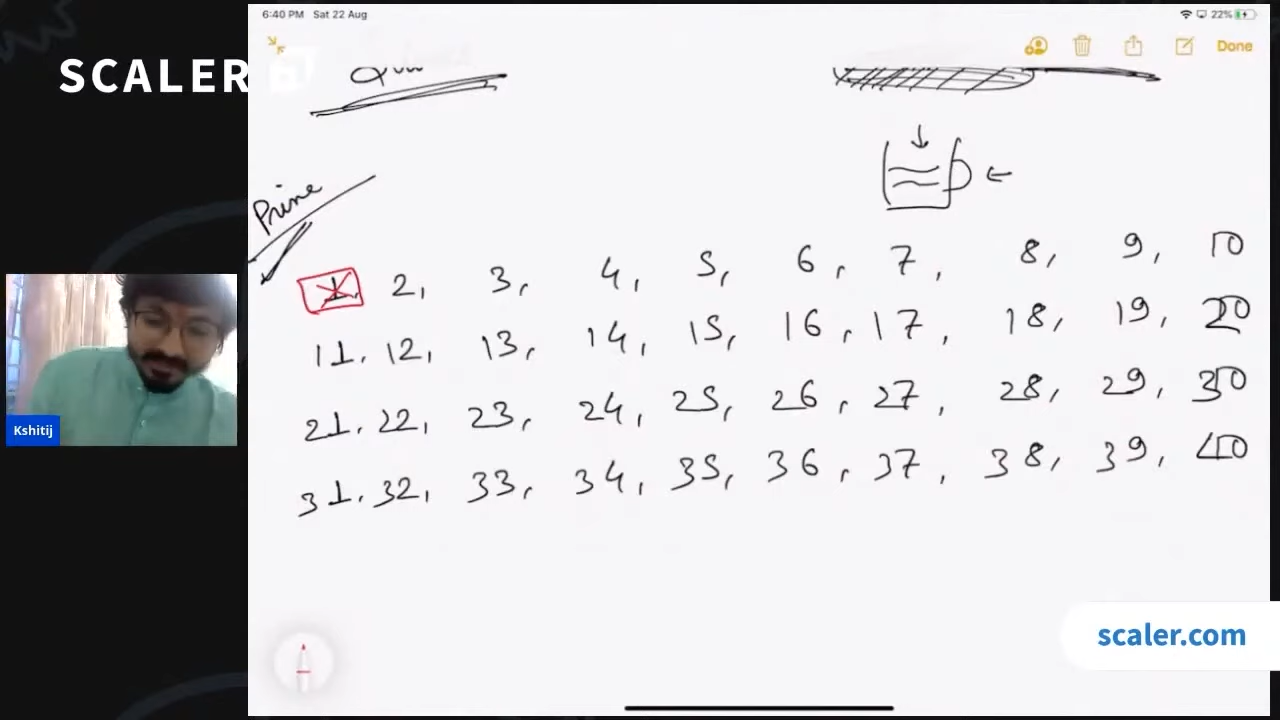 6:40 PM Sat 22 Aug
22%
SCALER
Done
Prime
1, 2, 3, 4, 5, 6, 7, 8, 9, 10
11, 12, 13, 14, 15, 16, 17, 18, 19, 20
21, 22, 23, 24, 25, 26, 27, 28, 29, 30
31, 32, 33, 34, 35, 36, 37, 38, 39, 40
Kshitij
scaler.com